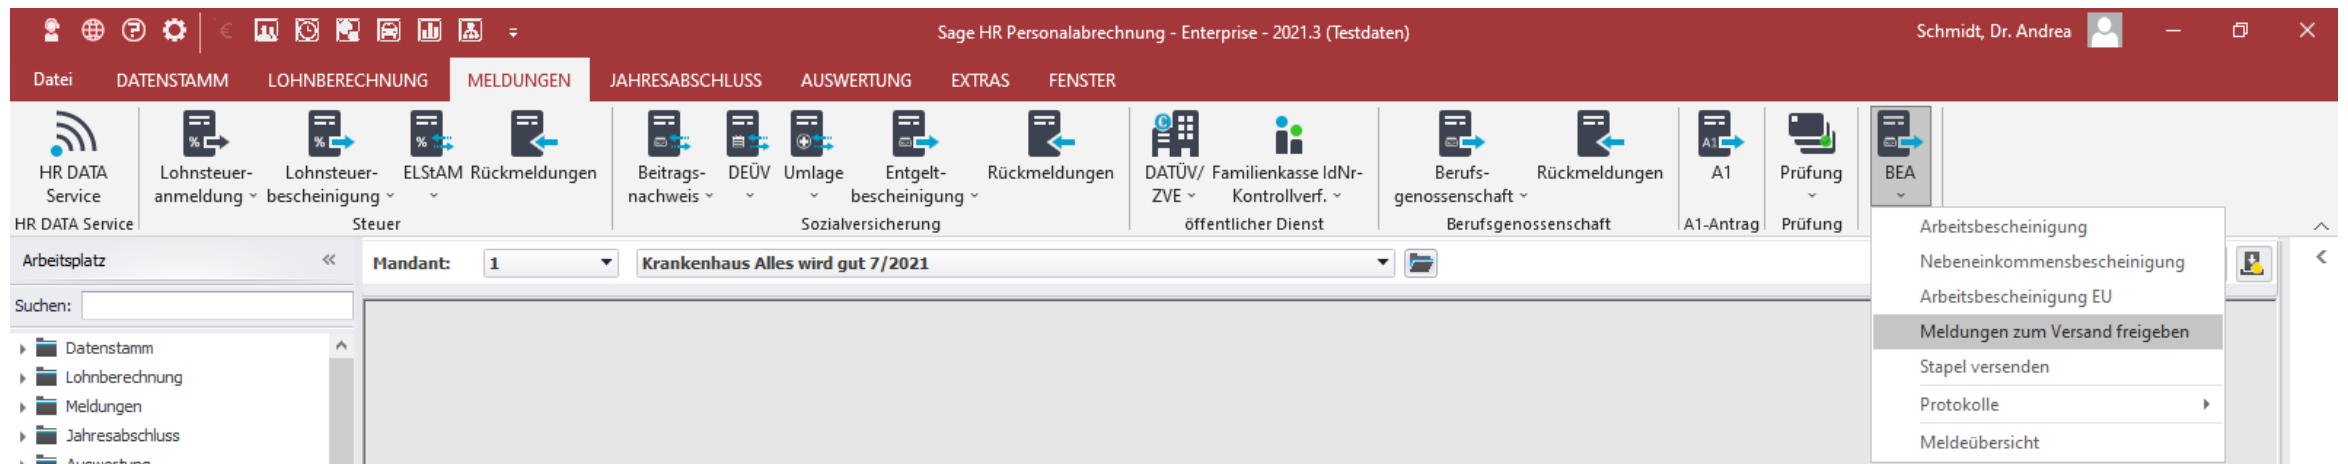 Sage HR Personalabrechnung - Enterprise - 2021.3 (Testdaten)
Schmidt, Dr. Andrea
Datei DATENSTAMM LOHNBERECHNUNG MELDUNGEN JAHRESABSCHLUSS AUSWERTUNG EXTRAS FENSTER
HR DATA Service
Lohnsteuer-
anmeldung
Lohnsteuer-
bescheinigung
ELStAM
Rückmeldungen
Beitrags-
nachweis
DEÜV
Umlage
Entgelt-
bescheinigung
Rückmeldungen
DATÜV/
ZVE
Familienkasse IdNr-
Kontrollverf.
Berufs-
genossenschaft
Rückmeldungen
A1
Prüfung
BEA
HR DATA Service
Steuer
Sozialversicherung
öffentlicher Dienst
Berufsgenossenschaft
A1-Antrag
Prüfung
Arbeitsbescheinigung
Nebeneinkommensbescheinigung
Arbeitsbescheinigung EU
Meldungen zum Versand freigeben
Stapel versenden
Protokolle
Meldeübersicht
Arbeitsplatz
Mandant: 1 Krankenhaus Alles wird gut 7/2021
Suchen:
Datenstamm
Lohnberechnung
Meldungen
Jahresabschluss
Auswertung